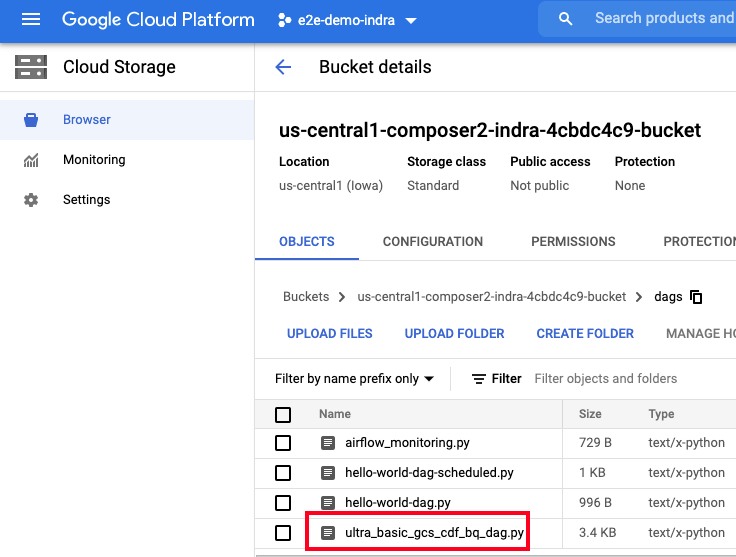 Google Cloud Platform e2e-demo-indra Search products and
Cloud Storage Bucket details
Browser
Monitoring
Settings
us-central1-composer2-indra-4cbdc4c9-bucket
Location Storage class Public access Protection
us-central1 (Iowa) Standard Not public None
OBJECTS CONFIGURATION PERMISSIONS PROTECTION
Buckets > us-central1-composer2-indra-4cbdc4c9-bucket > dags
UPLOAD FILES UPLOAD FOLDER CREATE FOLDER MANAGE HO
Filter by name prefix only Filter Filter objects and folders
Name Size Type
airflow_monitoring.py 729 B text/x-python
hello-world-dag-scheduled.py 1 KB text/x-python
hello-world-dag.py 996 B text/x-python
ultra_basic_gcs_cdf_bq_dag.py 3.4 KB text/x-python